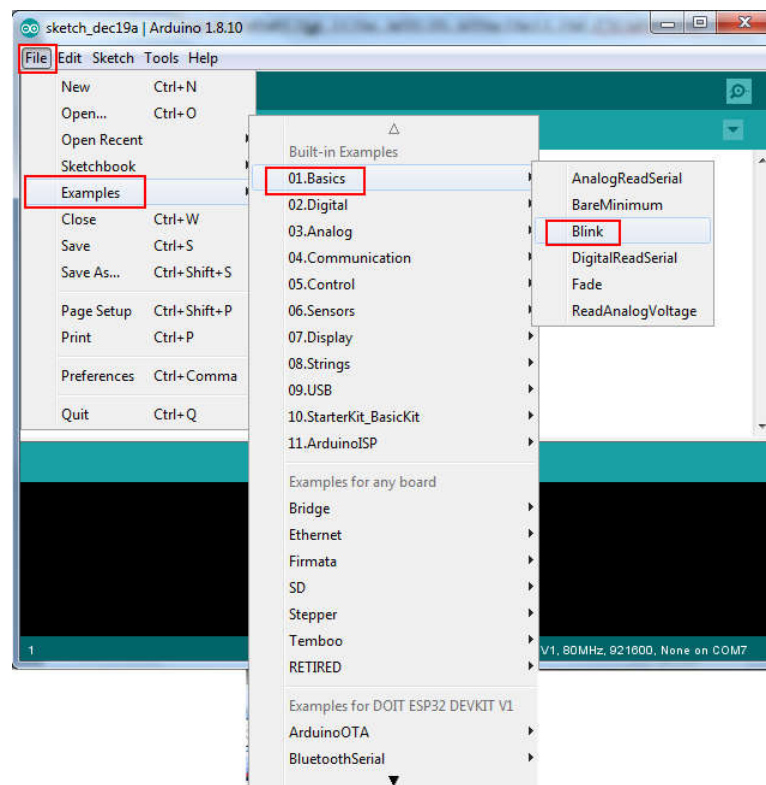 sketch_dec19a | Arduino 1.8.10
File Edit Sketch Tools Help
New Ctrl+N
Open... Ctrl+O
Open Recent
Sketchbook
Examples
Close Ctrl+W
Save Ctrl+S
Save As... Ctrl+Shift+S
Page Setup Ctrl+Shift+P
Print Ctrl+P
Preferences Ctrl+Comma
Quit Ctrl+Q
Built-in Examples
01.Basics
02.Digital
03.Analog
04.Communication
05.Control
06.Sensors
07.Display
08.Strings
09.USB
10.StarterKit_BasicKit
11.ArduinoISP
Examples for any board
Bridge
Ethernet
Firmata
SD
Stepper
Temboo
RETIRED
Examples for DOIT ESP32 DEVKIT V1
ArduinoOTA
BluetoothSerial
AnalogReadSerial
BareMinimum
Blink
DigitalReadSerial
Fade
ReadAnalogVoltage
1
V1, 80MHz, 921600, None on COM7